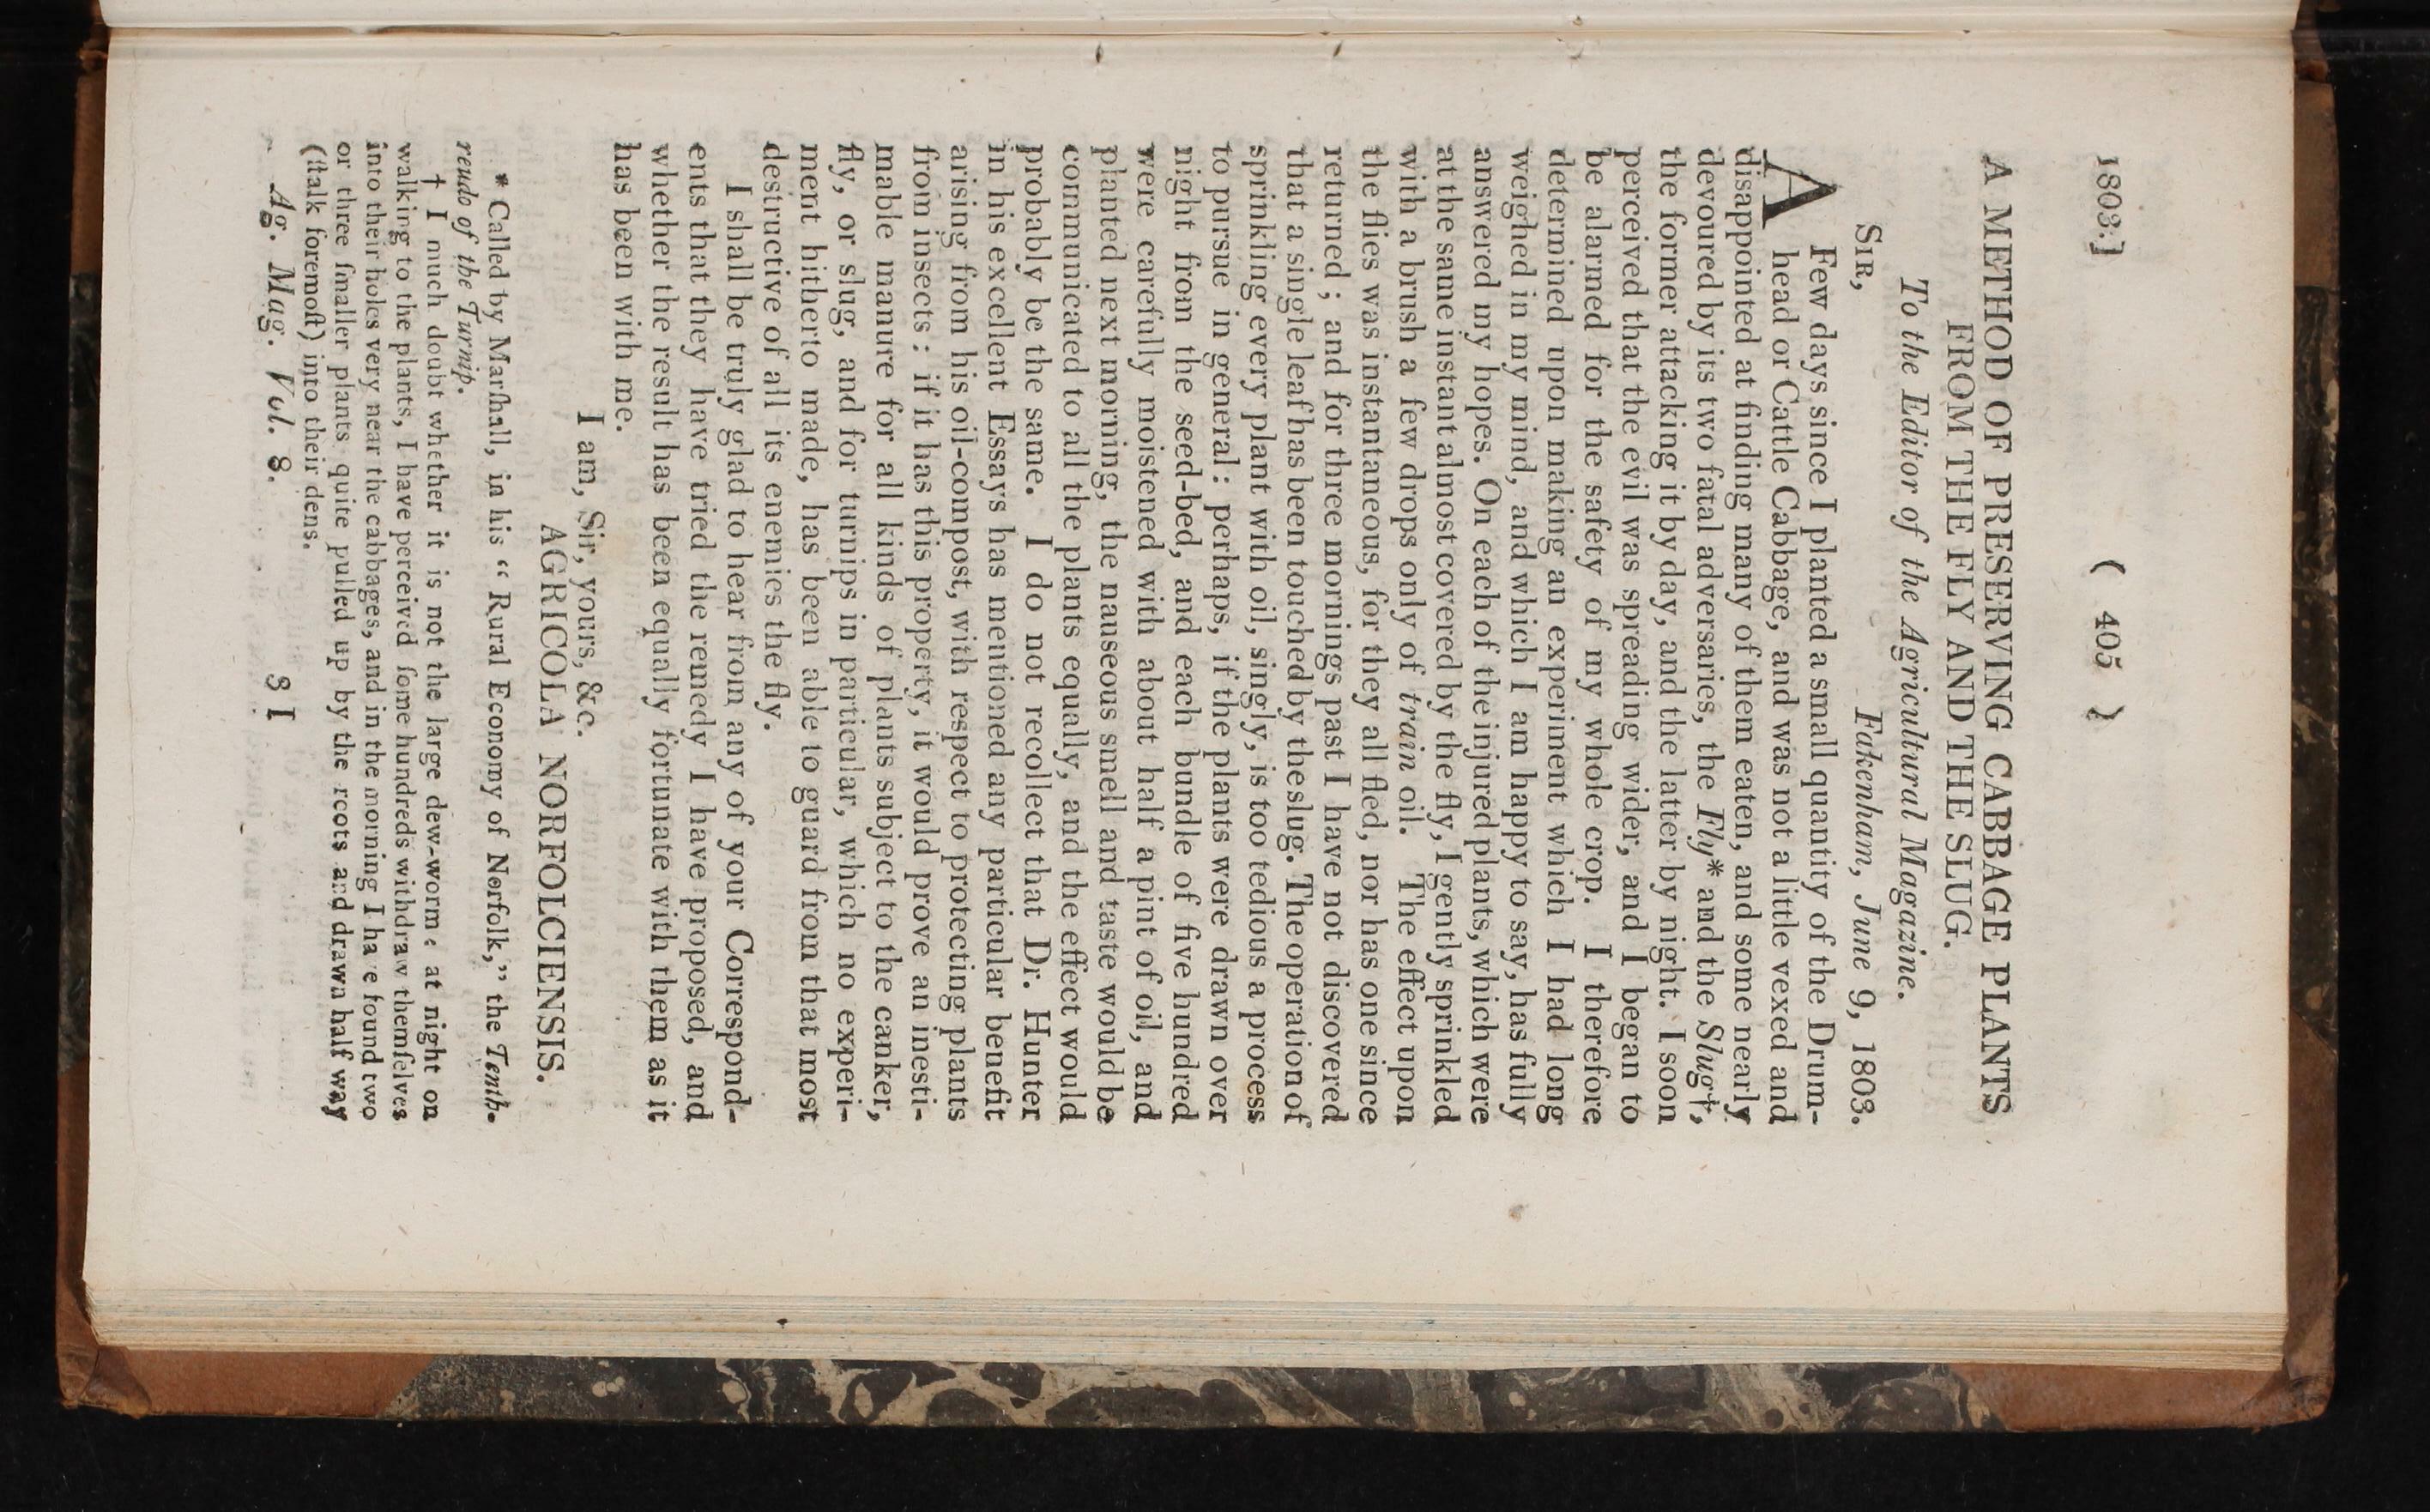 1803.] ( 405 )
A METHOD OF PRESERVING CABBAGE PLANTS
FROM THE FLY AND THE SLUG.
To the Editor of the Agricultural Magazine.
SIR, Fakenham, June 9, 1803.
A Few days since I planted a small quantity of the Drum-
head or Cattle Cabbage, and was not a little vexed and
disappointed at finding many of them eaten, and some nearly
devoured by its two fatal adversaries, the Fly* and the Slug†,
the former attacking it by day, and the latter by night. I soon
perceived that the evil was spreading wider, and I began to
be alarmed for the safety of my whole crop. I therefore
determined upon making an experiment which I had long
weighed in my mind, and which I am happy to say, has fully
answered my hopes. On each of the injured plants, which were
at the same instant almost covered by the fly, I gently sprinkled
with a brush a few drops only of train oil. The effect upon
the flies was instantaneous, for they all fled, nor has one since
returned; and for three mornings past I have not discovered
that a single leaf has been touched by the slug. The operation of
sprinkling every plant with oil, singly, is too tedious a process
to pursue in general: perhaps, if the plants were drawn over
night from the seed-bed, and each bundle of five hundred
were carefully moistened with about half a pint of oil, and
planted next morning, the nauseous smell and taste would be
communicated to all the plants equally, and the effect would
probably be the same. I do not recollect that Dr. Hunter
in his excellent Essays has mentioned any particular benefit
arising from his oil-compost, with respect to protecting plants
from insects: if it has this property, it would prove an inesti-
mable manure for all kinds of plants subject to the canker,
fly, or slug, and for turnips in particular, which no experi-
ment hitherto made, has been able to guard from that most
destructive of all its enemies the fly.
I shall be truly glad to hear from any of your Correspond-
ents that they have tried the remedy I have proposed, and
whether the result has been equally fortunate with them as it
has been with me.
I am, Sir, yours, &c.
AGRICOLA NORFOLCIENSIS.
* Called by Marſhall, in his “ Rural Economy of Norfolk,” the Tenth-
redo of the Turnip.
† I much doubt whether it is not the large dew-worm: at night on
walking to the plants, I have perceived ſome hundreds withdraw themſelves
into their holes very near the cabbages, and in the morning I have found two
or three ſmaller plants quite pulled up by the roots and drawn half way
(ſtalk foremoſt) into their dens.
Ag. Mag. Vol. 8. 3 I